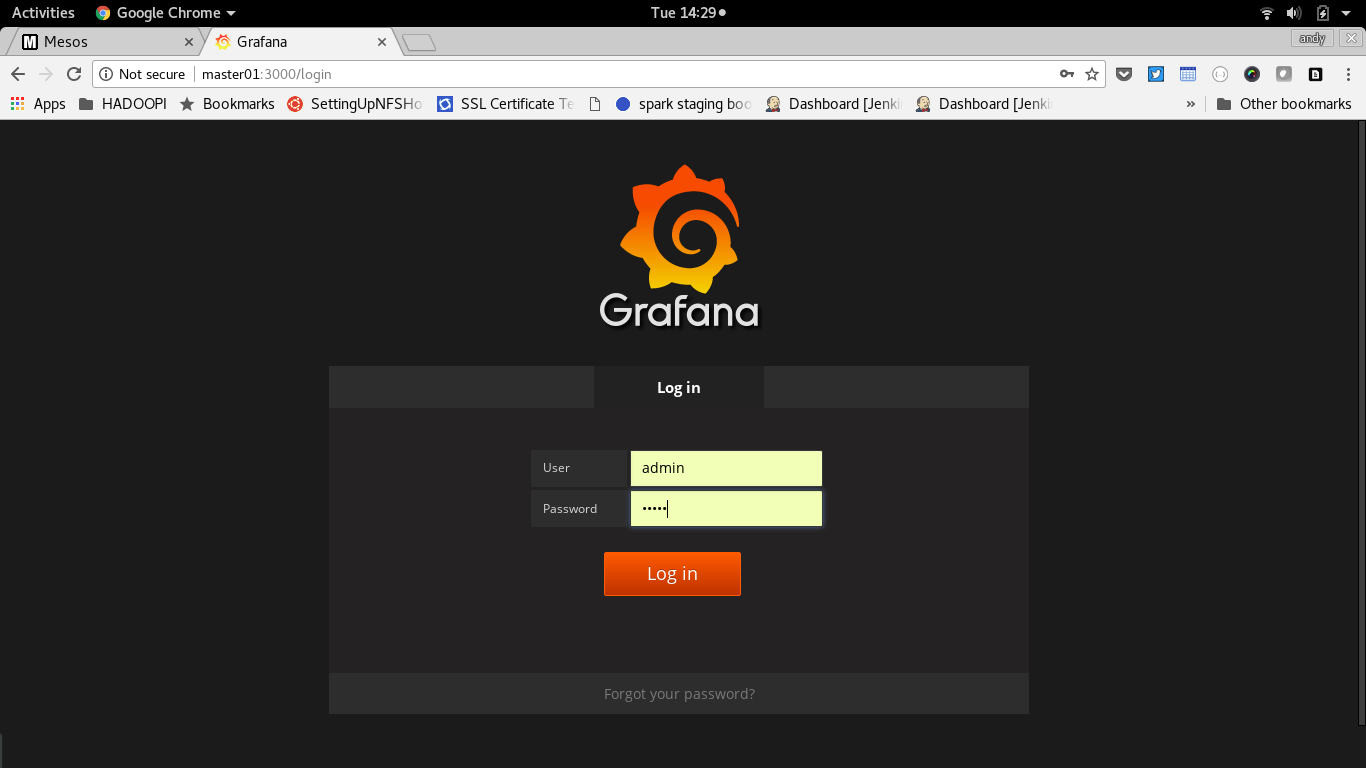 Activities Google Chrome Tue 14:29
Mesos Grafana andy
Not secure master01:3000/login
Apps HADOOPI Bookmarks SettingUpNFSHo SSL Certificate Te spark staging boo Dashboard [Jenki Dashboard [Jenki » Other bookmarks
Grafana
Log in
User admin
Password •••••
Log in
Forgot your password?